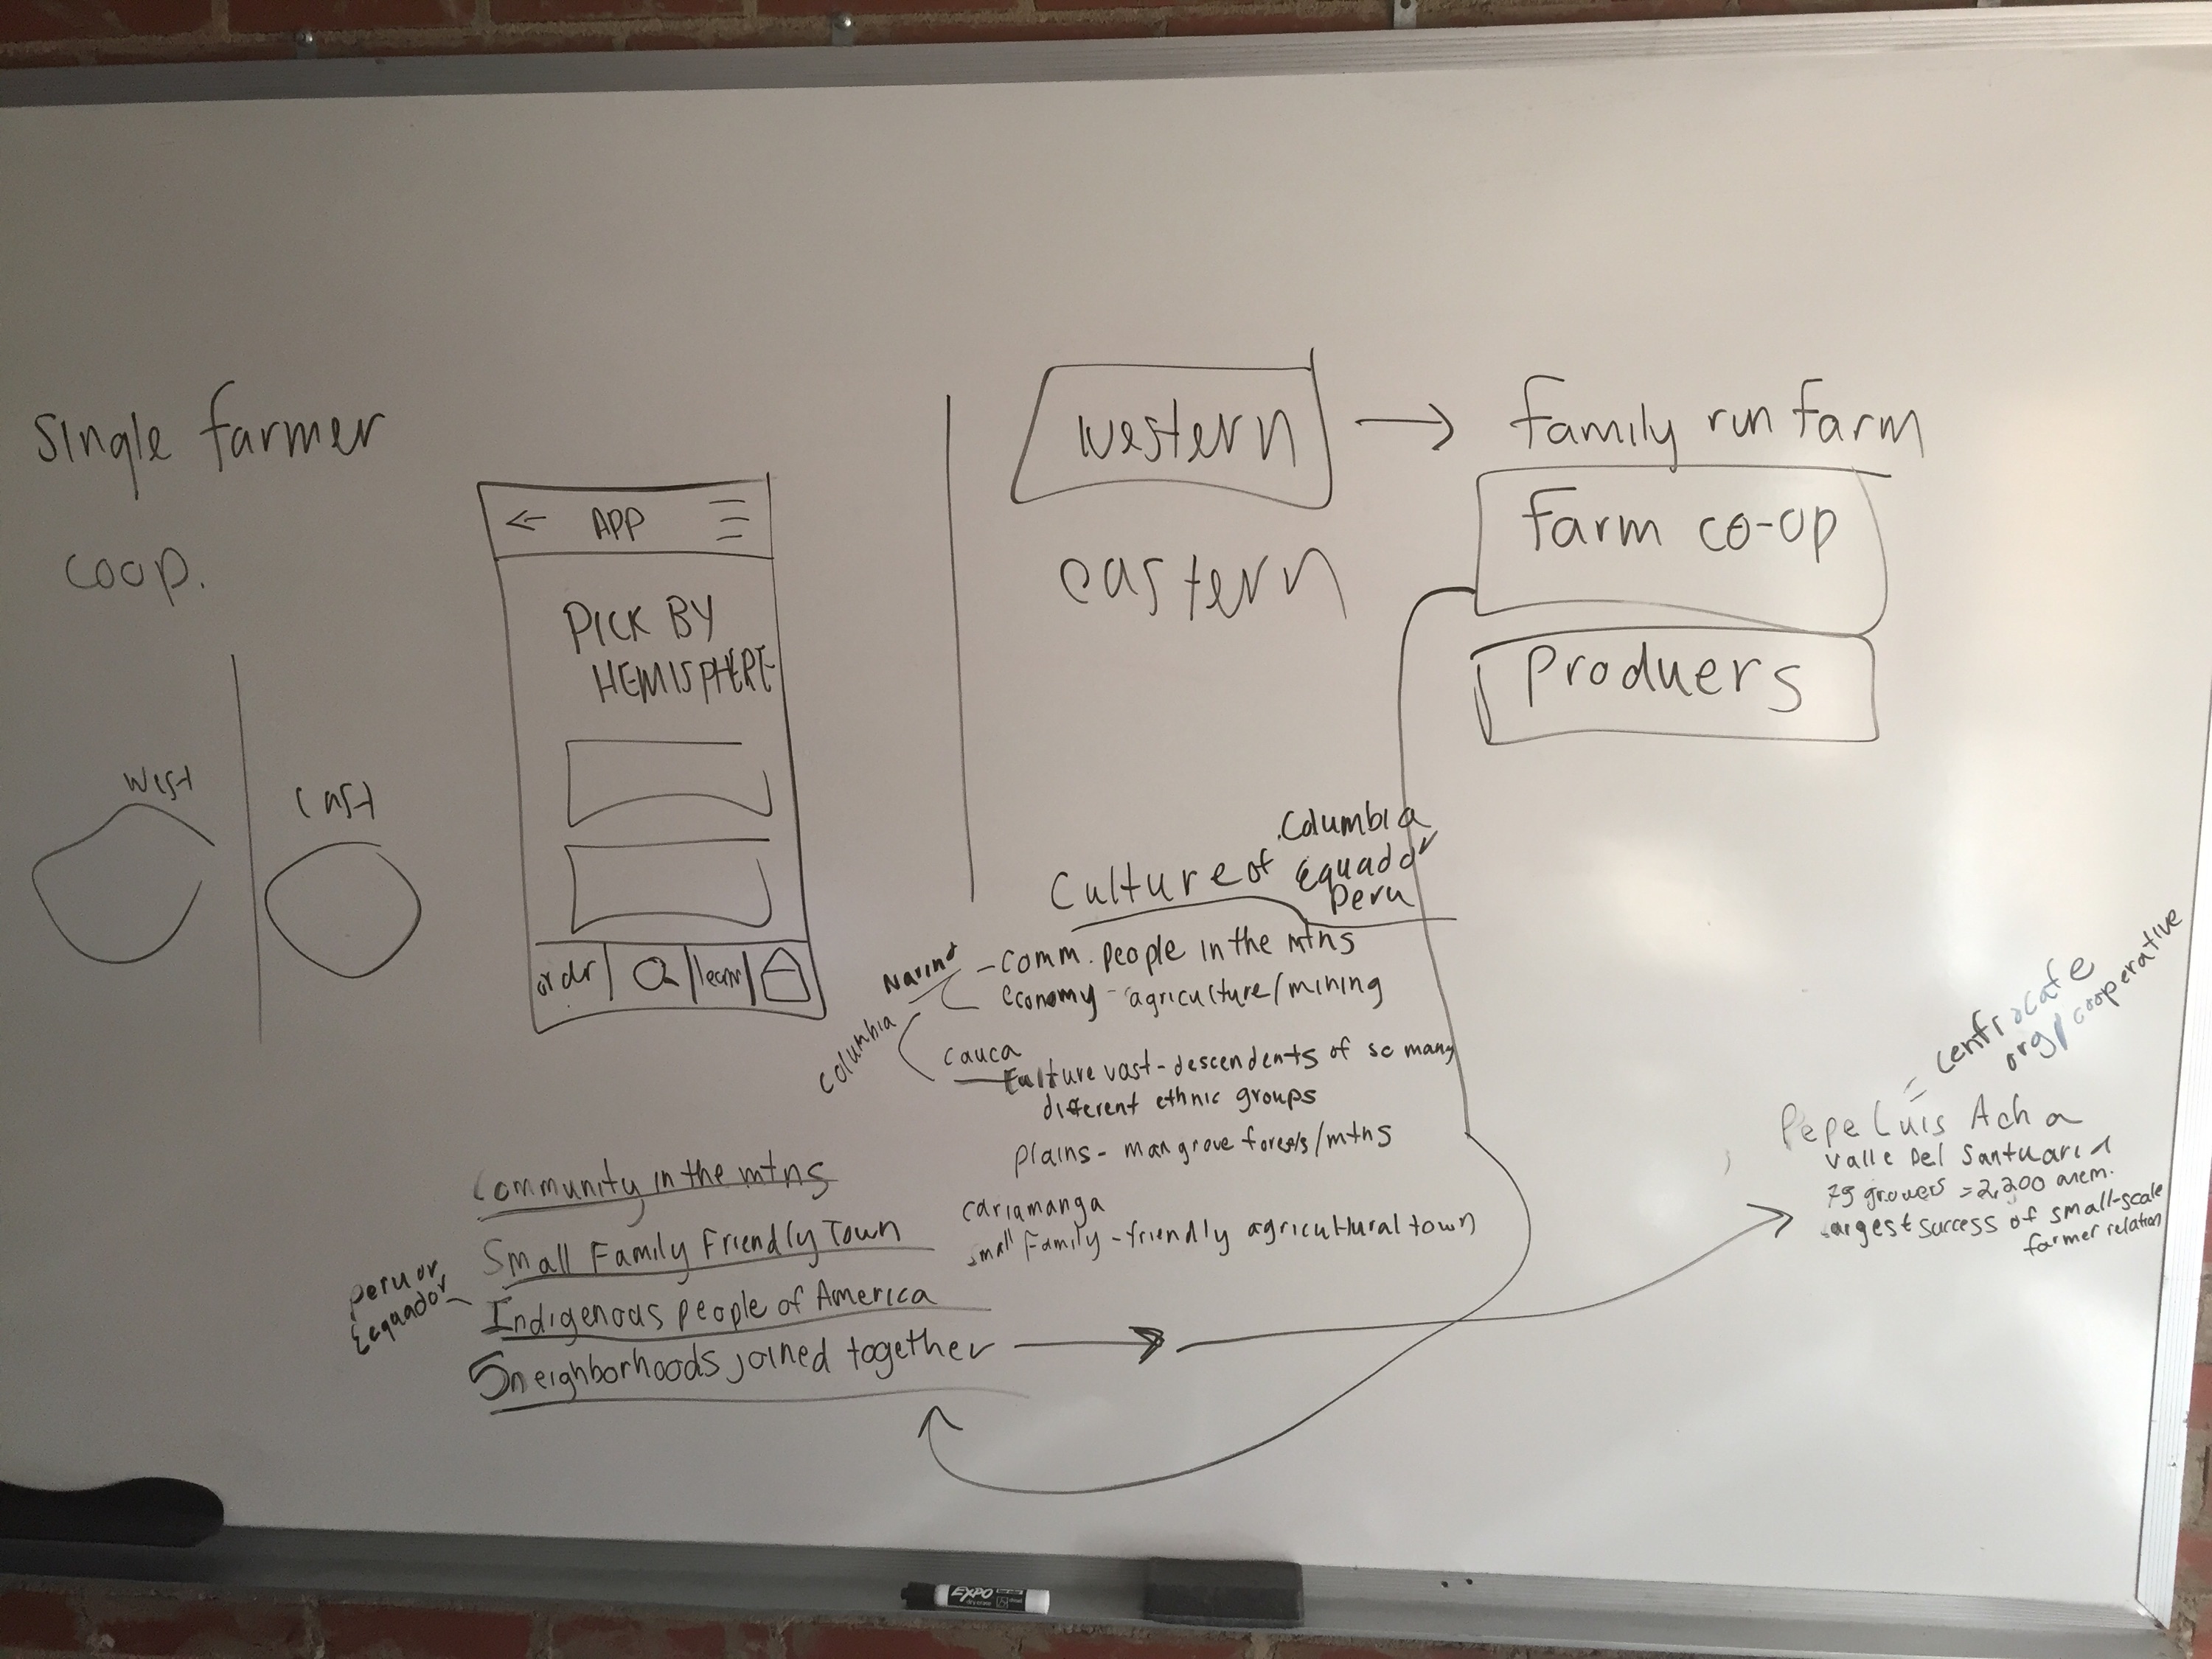 single farmer
coop.
West
East
← APP
PICK BY
HEMISPHERE
ordr
learn
western → family run farm
eastern
farm co-op
Produers
Culture of Columbia
Equador
Peru
Narino
- comm. people in the mtns
economy - agriculture/mining
Columbia
cauca
Culture vast - descendents of so many
different ethnic groups
plains - mangrove forests/mtns
cariamanga
small family-friendly agricultural town
Community in the mtns
Small Family Friendly Town
peru or
Ecquador
Indigenous people of America
5 neighborhoods joined together →
= centrocafe
org/cooperative
Pepe Luis Acha
Valle Del Santuario
growers = 2,200 mem.
Largest success of small-scale
farmer relation
EXPO
dry erase